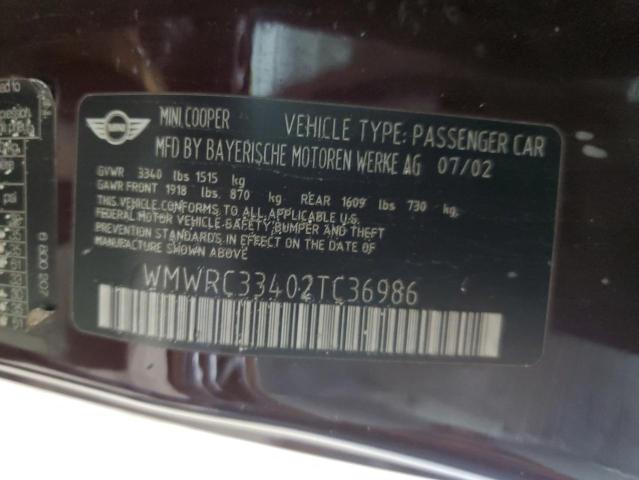 MINI COOPER
VEHICLE TYPE: PASSENGER CAR
MFD BY BAYERISCHE MOTOREN WERKE AG 07/02
GVWR 3340 lbs 1515 kg
GAWR FRONT 1918 lbs. 870 kg REAR 1609 lbs 730 kg
THIS VEHICLE CONFORMS TO ALL APPLICABLE U.S.
FEDERAL MOTOR VEHICLE SAFETY, BUMPER AND THEFT
PREVENTION STANDARDS IN EFFECT ON THE DATE
OF MANUFACTURE SHOWN ABOVE
WMWRC33402TC36986
MINI
psi